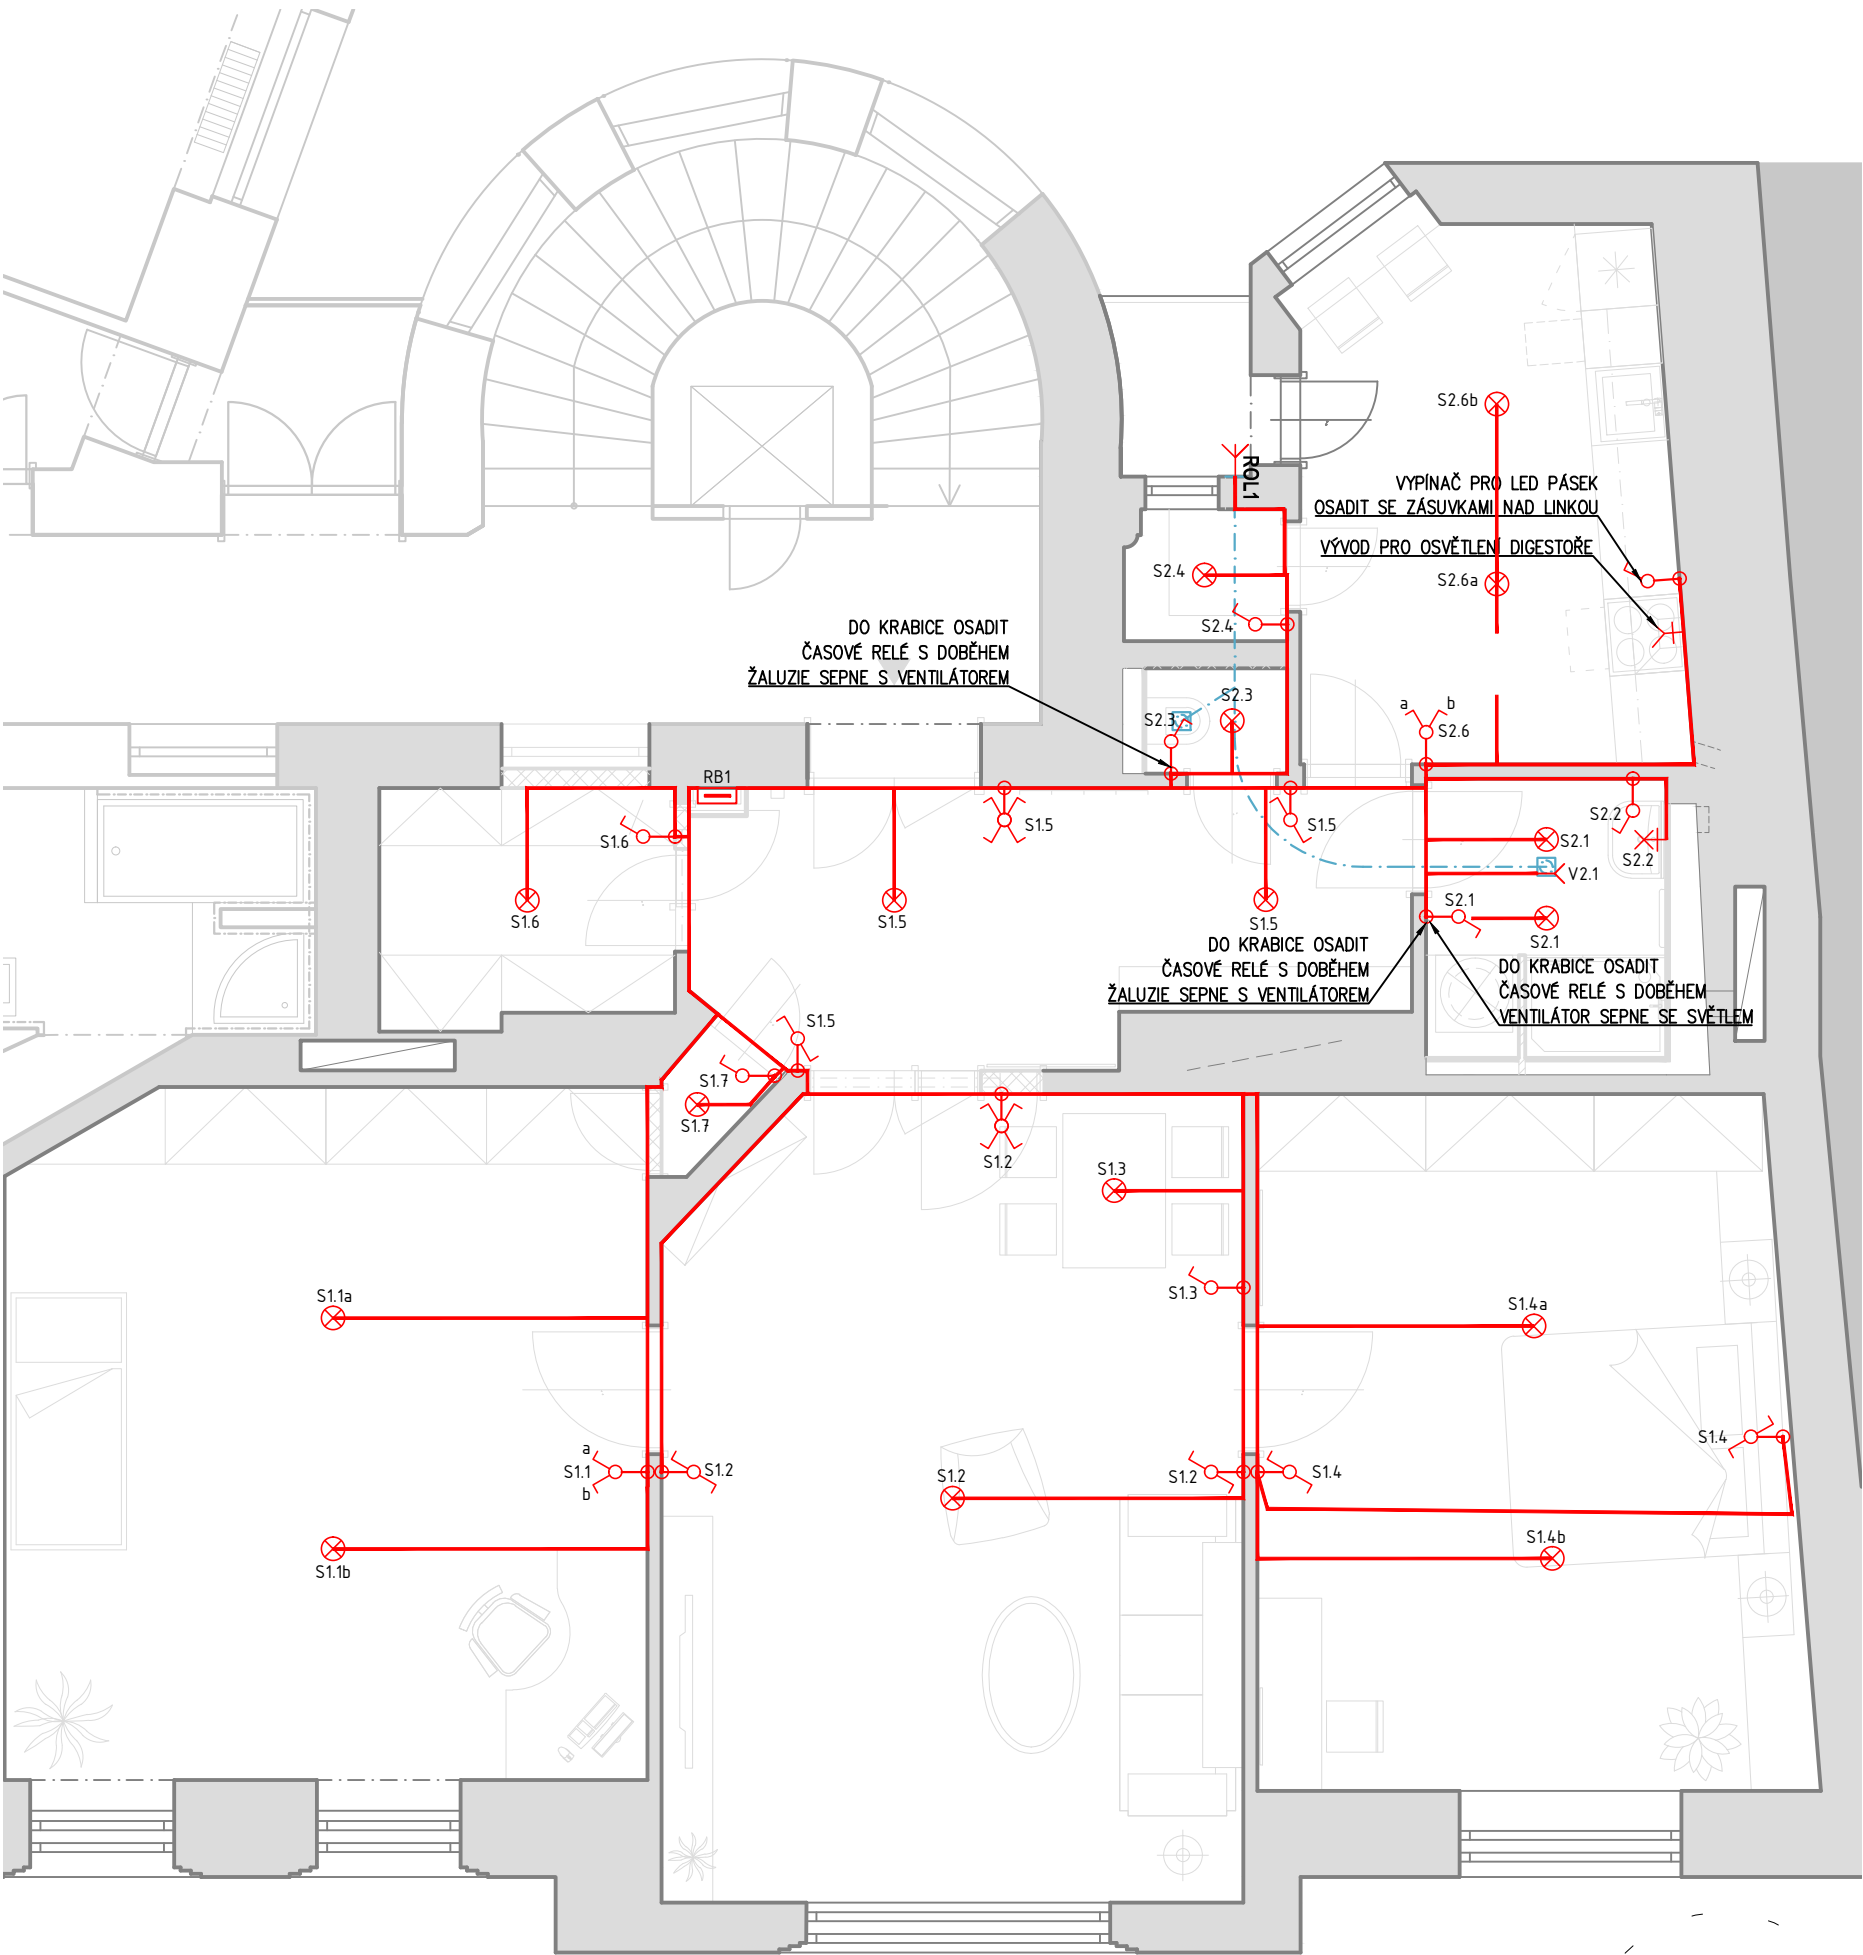 S2.6b
ROL1
VYPÍNAČ PRO LED PÁSEK
OSADIT SE ZÁSUVKAMI NAD LINKOU
VÝVOD PRO OSVĚTLENÍ DIGESTOŘE
S2.4
S2.6a
S2.4
DO KRABICE OSADIT
ČASOVÉ RELÉ S DOBĚHEM
ŽALUZIE SEPNE S VENTILÁTOREM
S2.3
S2.3
a
b
S2.6
RB1
S1.6
S1.5
S1.5
S2.2
S2.1
S2.2
V2.1
S1.6
S1.5
S1.5
S2.1
S2.1
DO KRABICE OSADIT
ČASOVÉ RELÉ S DOBĚHEM
ŽALUZIE SEPNE S VENTILÁTOREM
DO KRABICE OSADIT
ČASOVÉ RELÉ S DOBĚHEM
VENTILÁTOR SEPNE SE SVĚTLEM
S1.5
S1.7
S1.7
S1.2
S1.3
S1.3
S1.1a
S1.4a
S1.4
a
S1.1
b
S1.2
S1.2
S1.2
S1.4
S1.1b
S1.4b